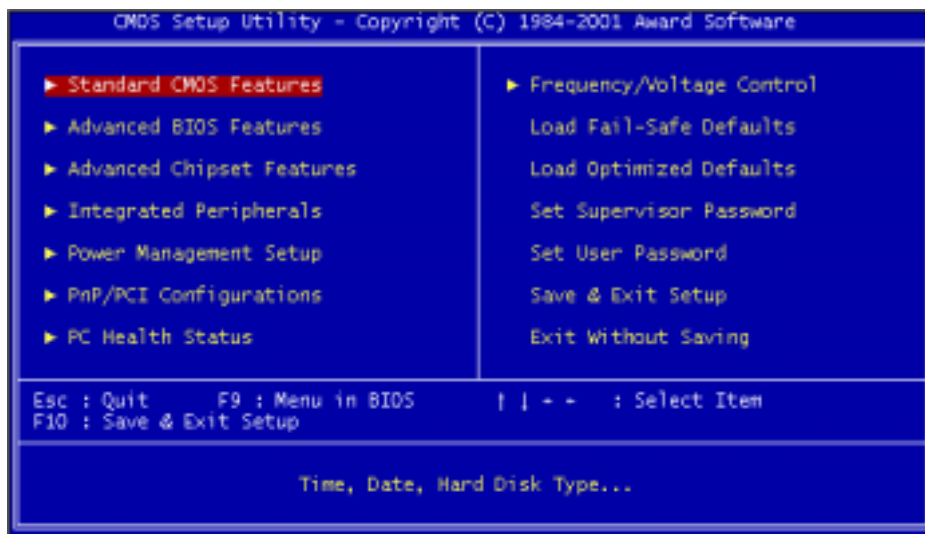 CMOS Setup Utility - Copyright (C) 1984-2001 Award Software
► Standard CMOS Features
► Advanced BIOS Features
► Advanced Chipset Features
► Integrated Peripherals
► Power Management Setup
► PnP/PCI Configurations
► PC Health Status
► Frequency/Voltage Control
Load Fail-Safe Defaults
Load Optimized Defaults
Set Supervisor Password
Set User Password
Save & Exit Setup
Exit Without Saving
Esc : Quit F9 : Menu in BIOS ↑ ↓ → ← : Select Item
F10 : Save & Exit Setup
Time, Date, Hard Disk Type...